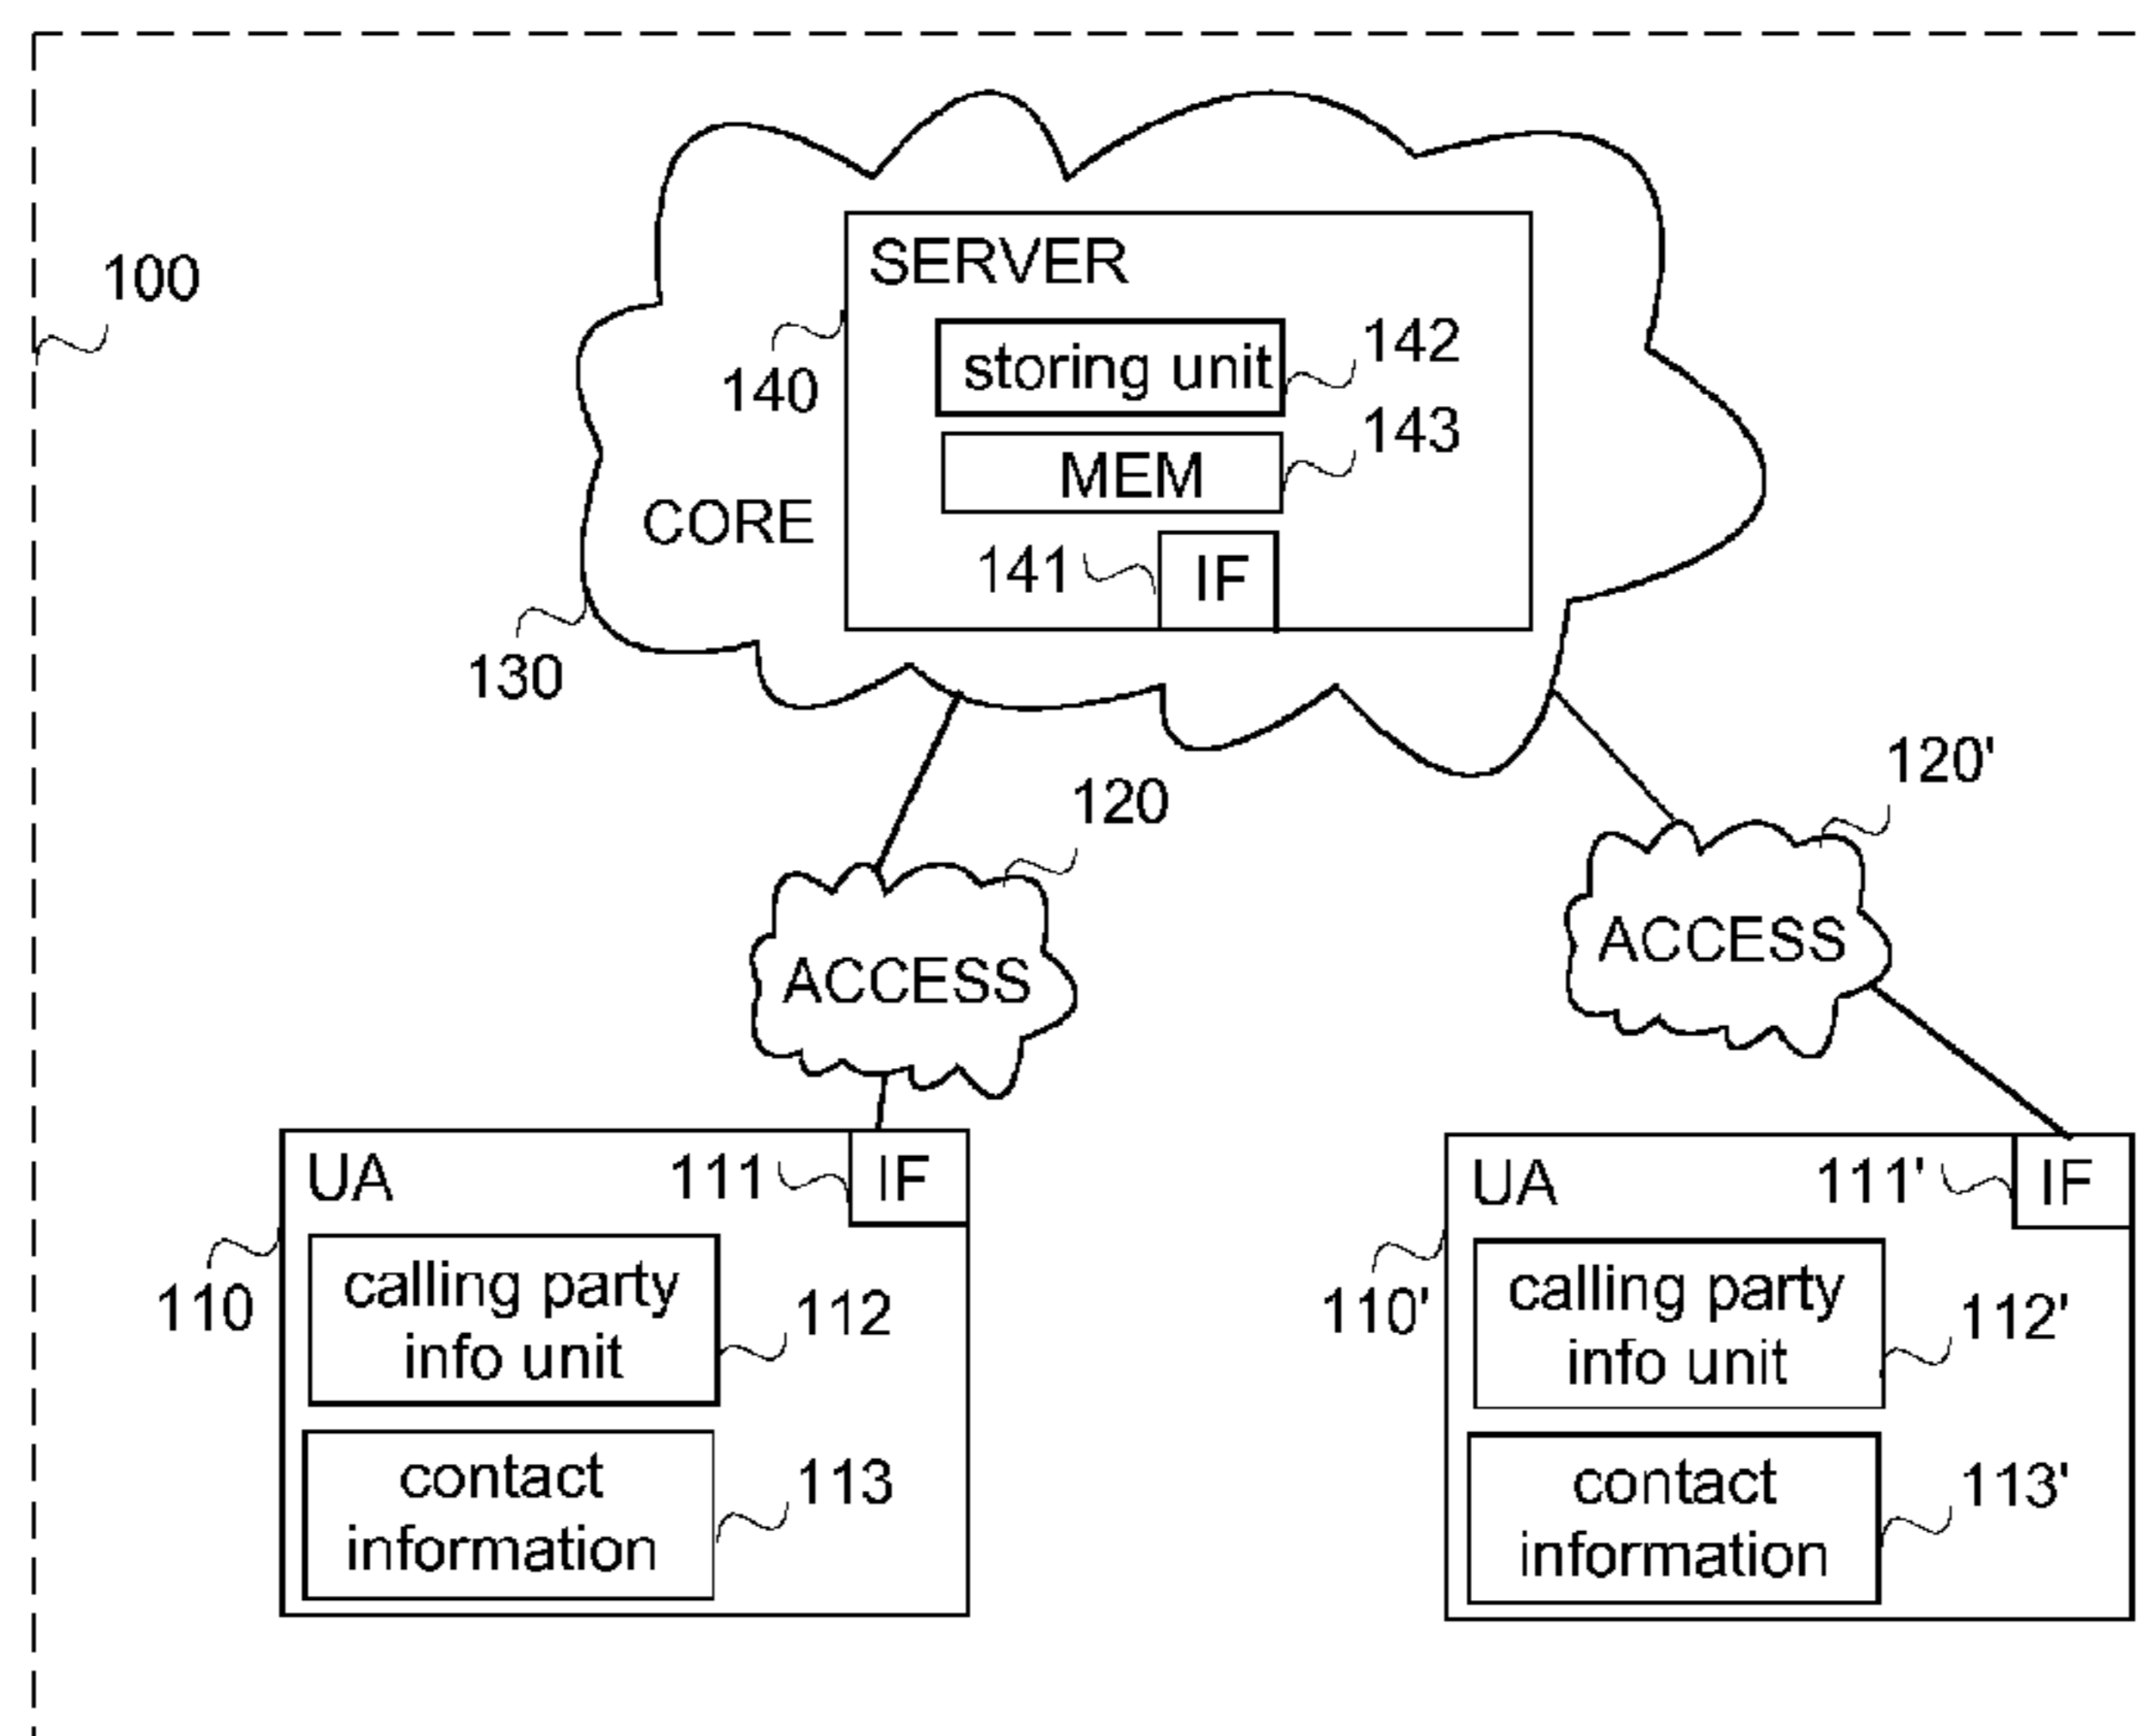 100
SERVER
storing unit
142
140
143
MEM
CORE
141
IF
130
120'
120
ACCESS
ACCESS
UA
111
IF
UA
111'
IF
calling party
info unit
112
110
calling party
info unit
112'
110'
contact
information
113
contact
information
113'